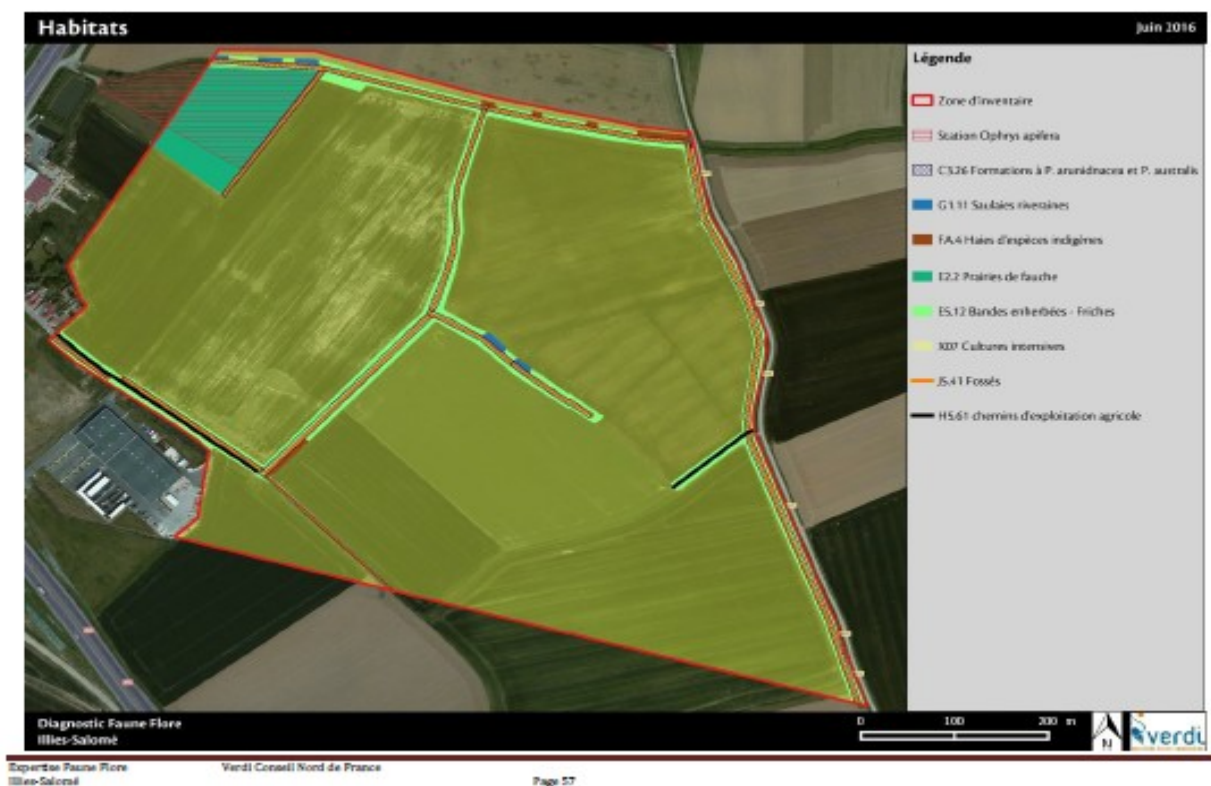 Habitats
Juin 2016
Légende
Zone d'inventaire
Station Ophrys apifera
C3.26 Formations à P. arunidnacea et P. australis
G1.11 Saulaies riveraines
FA.4 Haies d'espèces indigènes
E2.2 Prairies de fauche
E5.12 Bandes enherbées - Friches
X07 Cultures intensives
J5.41 Fossés
H5.61 chemins d'exploitation agricole
Diagnostic Faune Flore
Illies-Salomé
0 100 200 m
N
verdi
Expertise Faune Flore
Verdi Conseil Nord de France
Illies-Salomé
Page 57